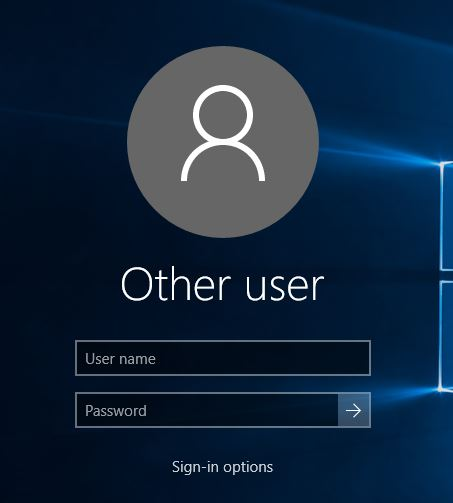 Other user
User name
Password
Sign-in options